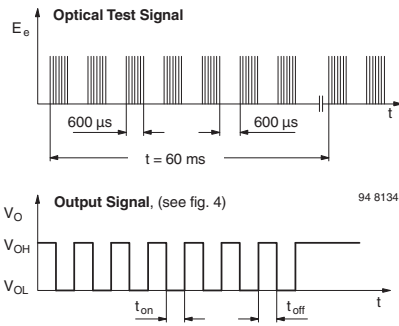 Optical Test Signal
Ee
600 µs
600 µs
t
t = 60 ms
94 8134
Output Signal, (see fig. 4)
VO
VOH
VOL
ton
toff
t